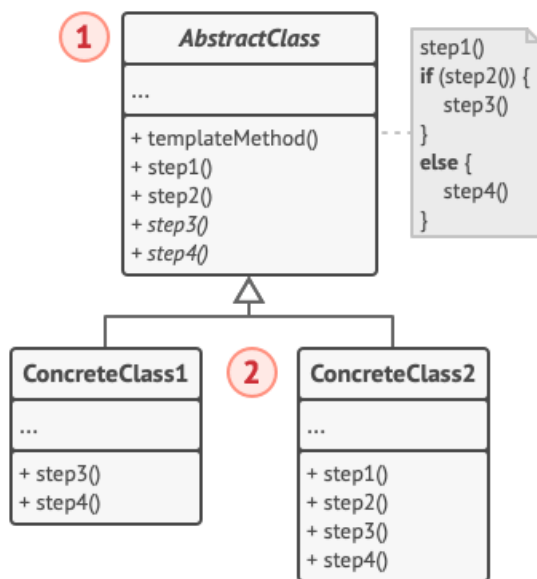 1
AbstractClass
...
+ templateMethod()
+ step1()
+ step2()
+ step3()
+ step4()
step1()
if (step2()) {
step3()
}
else {
step4()
}
2
ConcreteClass1
...
+ step3()
+ step4()
ConcreteClass2
...
+ step1()
+ step2()
+ step3()
+ step4()